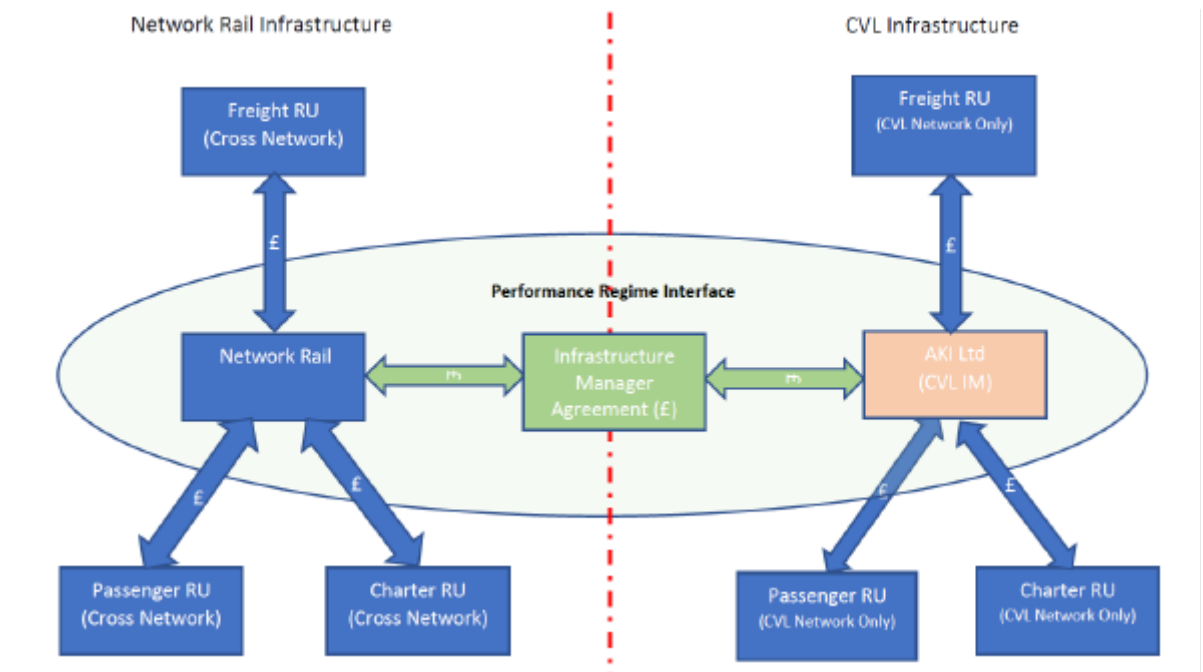 Network Rail Infrastructure
CVL Infrastructure
Freight RU
(Cross Network)
Freight RU
(CVL Network Only)
£
£
Performance Regime Interface
Network Rail
£
Infrastructure
Manager
Agreement (£)
£
AKI Ltd
(CVL IM)
£
£
£
£
Passenger RU
(Cross Network)
Charter RU
(Cross Network)
Passenger RU
(CVL Network Only)
Charter RU
(CVL Network Only)